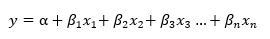 y = α + β₁x₁ + β₂x₂ + β₃x₃ … + βₙxₙ